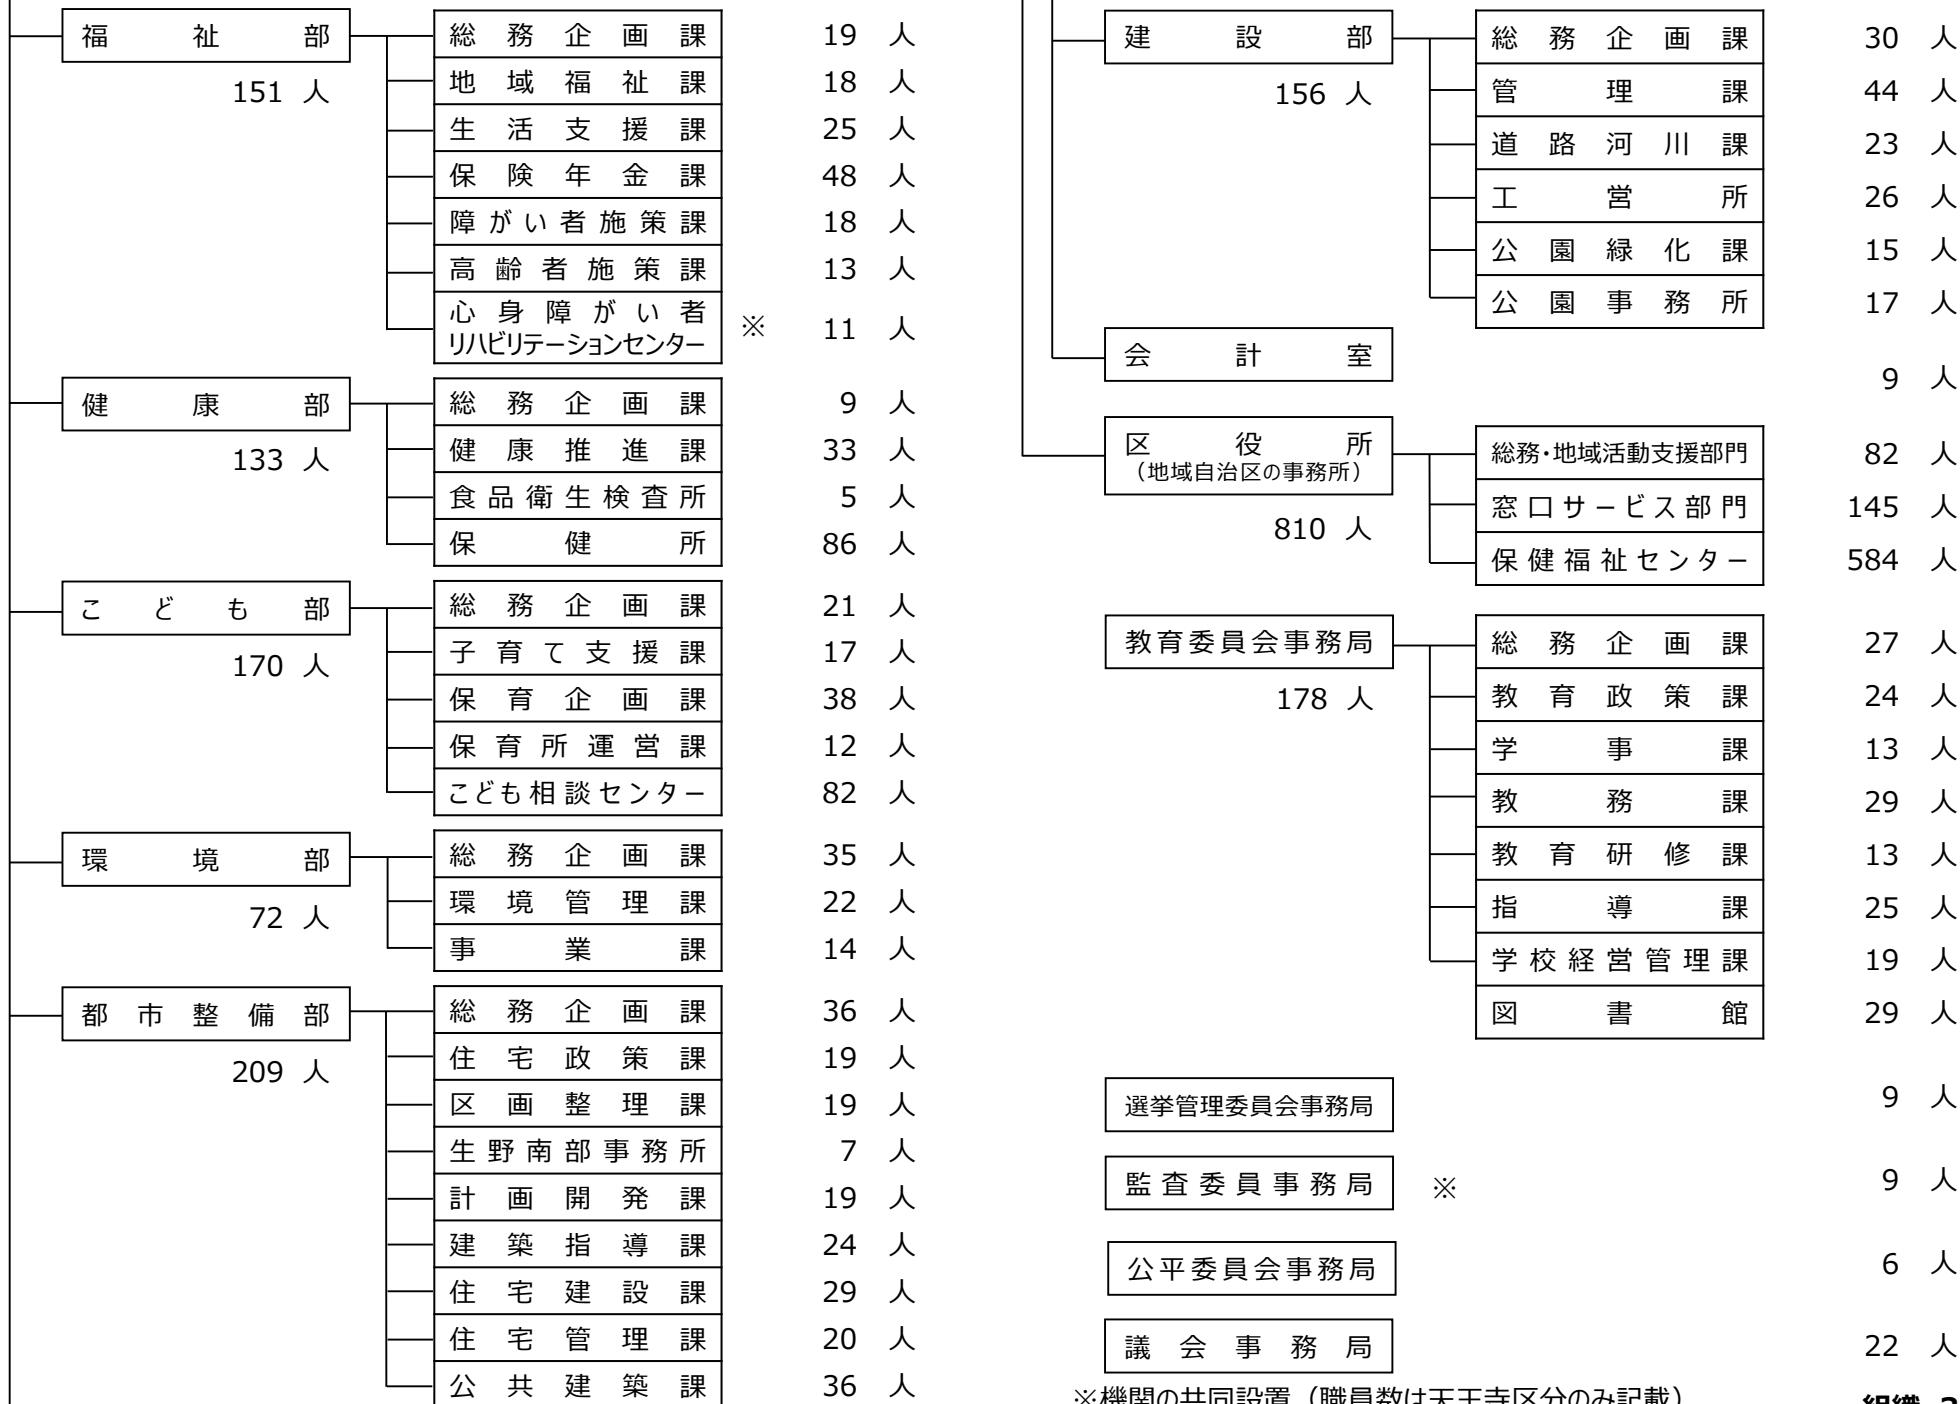 福祉部
151 人
総務企画課 19 人
地域福祉課 18 人
生活支援課 25 人
保険年金課 48 人
障がい者施策課 18 人
高齢者施策課 13 人
心身障がい者
リハビリテーションセンター ※ 11 人
健康部
133 人
総務企画課 9 人
健康推進課 33 人
食品衛生検査所 5 人
保健所 86 人
こども部
170 人
総務企画課 21 人
子育て支援課 17 人
保育企画課 38 人
保育所運営課 12 人
こども相談センター 82 人
環境部
72 人
総務企画課 35 人
環境管理課 22 人
事業課 14 人
都市整備部
209 人
総務企画課 36 人
住宅政策課 19 人
区画整理課 19 人
生野南部事務所 7 人
計画開発課 19 人
建築指導課 24 人
住宅建設課 29 人
住宅管理課 20 人
公共建築課 36 人
建設部
156 人
総務企画課 30 人
管理課 44 人
道路河川課 23 人
工営所 26 人
公園緑化課 15 人
公園事務所 17 人
会計室 9 人
区役所
（地域自治区の事務所）
810 人
総務・地域活動支援部門 82 人
窓口サービス部門 145 人
保健福祉センター 584 人
教育委員会事務局
178 人
総務企画課 27 人
教育政策課 24 人
学事課 13 人
教務課 29 人
教育研修課 13 人
指導課 25 人
学校経営管理課 19 人
図書館 29 人
選挙管理委員会事務局 9 人
監査委員事務局 ※ 9 人
公平委員会事務局 6 人
議会事務局 22 人
※機関の共同設置（職員数は天王寺区分のみ記載）